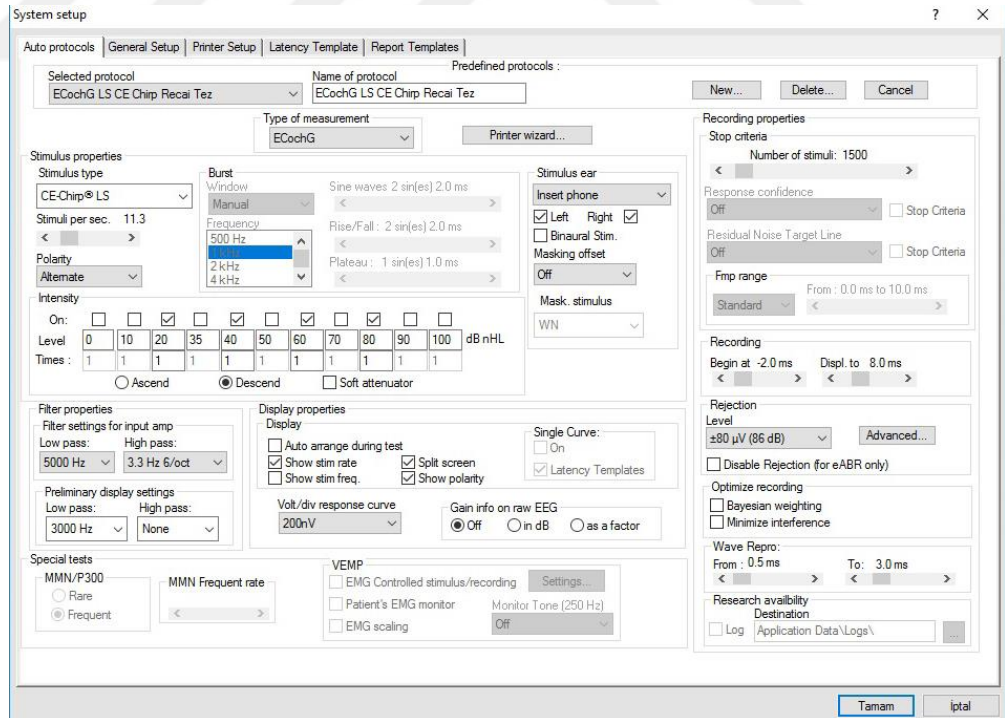 System setup ? ×
Auto protocols General Setup Printer Setup Latency Template Report Templates
Predefined protocols :
Selected protocol Name of protocol
ECochG LS CE Chirp Recai Tez ECochG LS CE Chirp Recai Tez New... Delete... Cancel
Type of measurement
ECochG Printer wizard...
Stimulus properties
Stimulus type
CE-Chirp® LS
Stimuli per sec. 11.3
Polarity
Alternate
Burst
Window
Manual
Frequency
500 Hz
1 kHz
2 kHz
4 kHz
Sine waves 2 sin(es) 2.0 ms
Rise/Fall : 2 sin(es) 2.0 ms
Plateau : 1 sin(es) 1.0 ms
Stimulus ear
Insert phone
Left Right
Binaural Stim.
Masking offset
Off
Mask. stimulus
WN
Intensity
On:
Level 0 10 20 35 40 50 60 70 80 90 100 dB nHL
Times : 1 1 1 1 1 1 1 1 1 1 1
Ascend Descend Soft attenuator
Filter properties
Filter settings for input amp
Low pass: High pass:
5000 Hz 3.3 Hz 6/oct
Preliminary display settings
Low pass: High pass:
3000 Hz None
Display properties
Display
Auto arrange during test
Show stim rate Split screen
Show stim freq. Show polarity
Single Curve:
On
Latency Templates
Volt/div response curve
200nV
Gain info on raw EEG
Off in dB as a factor
Special tests
MMN/P300
Rare
Frequent
MMN Frequent rate
VEMP
EMG Controlled stimulus/recording Settings...
Patient's EMG monitor Monitor Tone (250 Hz)
EMG scaling Off
Recording properties
Stop criteria
Number of stimuli: 1500
Response confidence
Off Stop Criteria
Residual Noise Target Line
Off Stop Criteria
Fmp range
From : 0.0 ms to 10.0 ms
Standard
Recording
Begin at -2.0 ms Displ. to 8.0 ms
Rejection
Level
±80 µV (86 dB) Advanced...
Disable Rejection (for eABR only)
Optimize recording
Bayesian weighting
Minimize interference
Wave Repro:
From : 0.5 ms To: 3.0 ms
Research availbility
Destination
Log Application Data\Logs\ ...
Tamam İptal